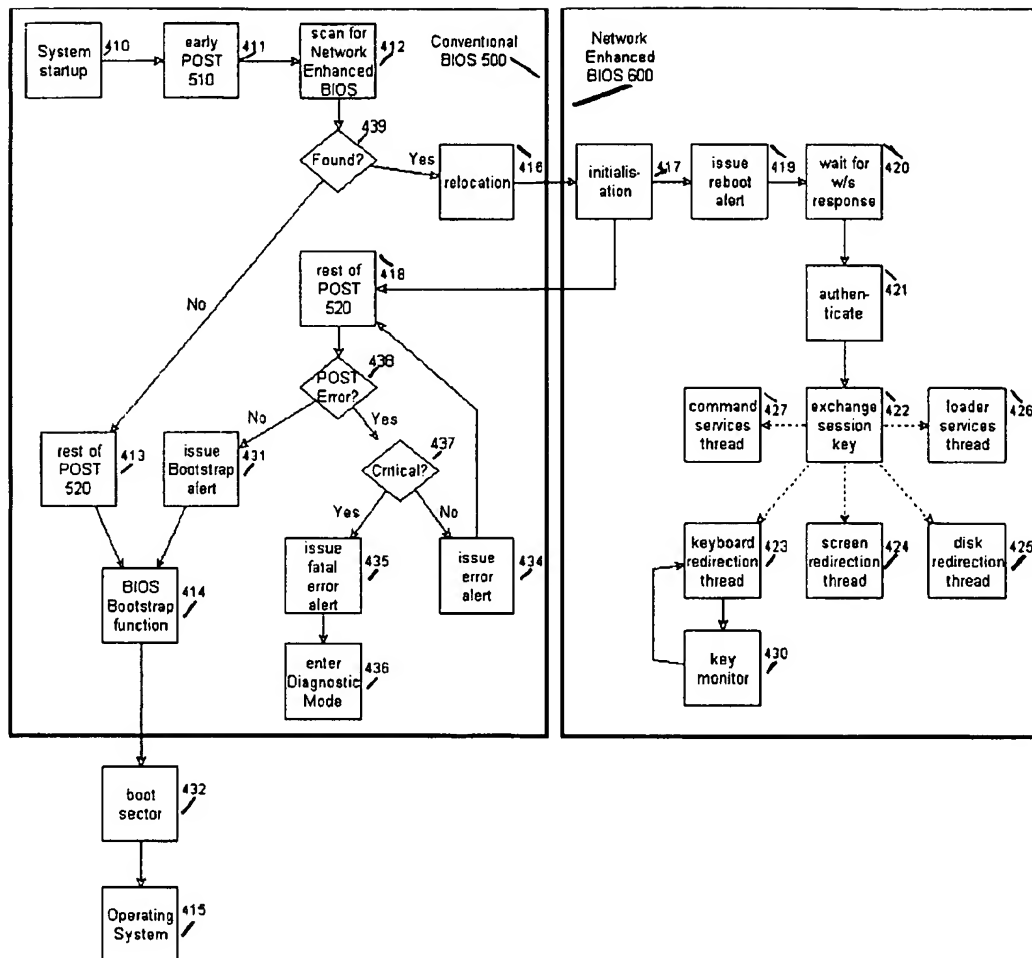 System
startup
410
early
POST
510
411
scan for
Network
Enhanced
BIOS
412
Conventional
BIOS 500
Network
Enhanced
BIOS 600
439
Found?
Yes
No
relocation
416
initialis-
ation
417
issue
reboot
alert
419
wait for
w/s
response
420
rest of
POST
520
418
authen-
ticate
421
POST
Error?
438
No
Yes
command
services
thread
427
exchange
session
key
422
loader
services
thread
426
rest of
POST
520
413
issue
Bootstrap
alert
431
Critical?
437
Yes
No
issue
fatal
error
alert
435
issue
error
alert
434
keyboard
redirection
thread
423
screen
redirection
thread
424
disk
redirection
thread
425
BIOS
Bootstrap
function
414
enter
Diagnostic
Mode
436
key
monitor
430
boot
sector
432
Operating
System
415